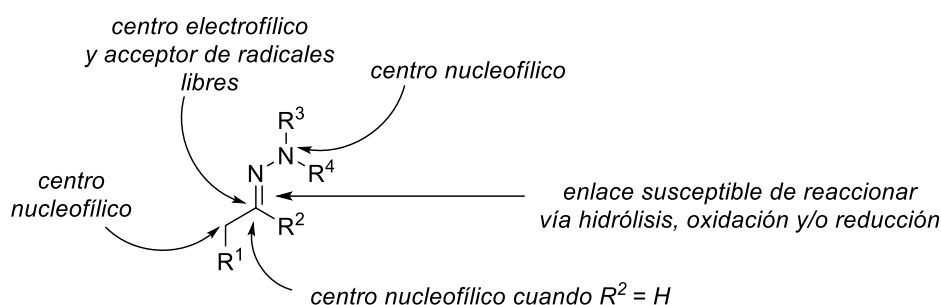 centro electrofílico
y acceptor de radicales
libres
centro nucleofílico
R³
N
R⁴
N
centro
nucleofílico
enlace susceptible de reaccionar
vía hidrólisis, oxidación y/o reducción
R²
R¹
centro nucleofílico cuando R² = H